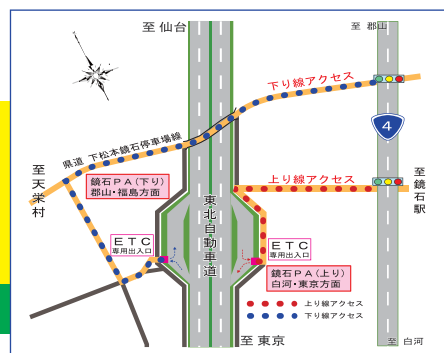 至仙台
至 郡山
下り線アクセス
4
県道 下松本鏡石停車場線
至天栄村
鏡石PA（下り）
郡山・福島方面
上り線アクセス
至鏡石駅
東北自動車道
ETC
専用出入口
ETC
専用出入口
鏡石PA（上り）
白河・東京方面
上り線アクセス
下り線アクセス
至東京
至 白河